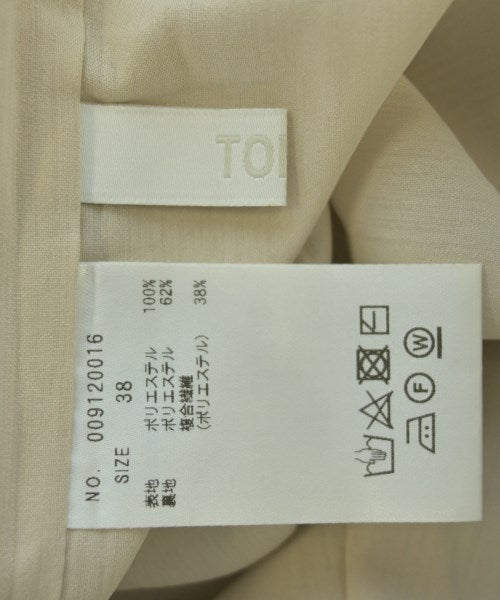 TO
NO. 009120016
SIZE 38
表地 ポリエステル 100%
裏地 ポリエステル 62%
複合繊維
(ポリエステル) 38%
F W